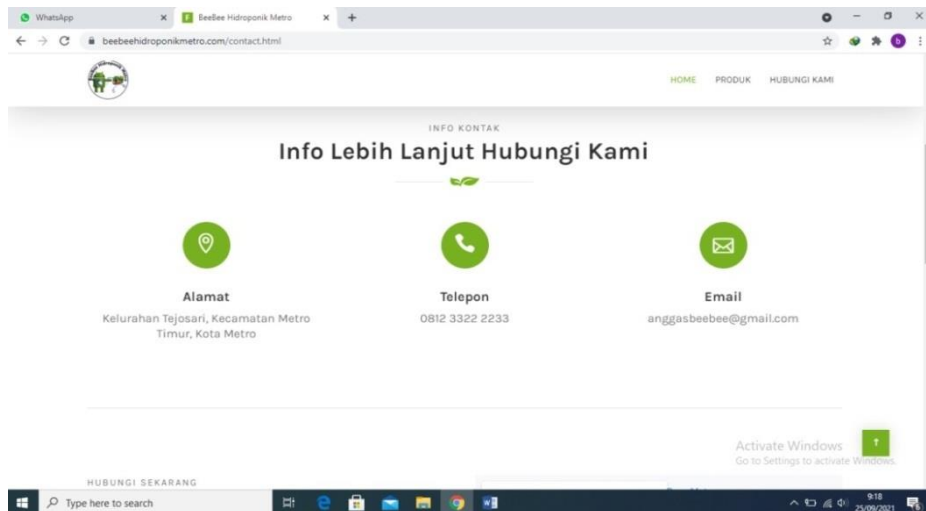 WhatsApp
BeeBee Hidroponik Metro
beebeehidroponikmetro.com/contact.html
b
HOME PRODUK HUBUNGI KAMI
INFO KONTAK
Info Lebih Lanjut Hubungi Kami
Alamat
Kelurahan Tejosari, Kecamatan Metro
Timur, Kota Metro
Telepon
0812 3322 2233
Email
anggasbeebee@gmail.com
Activate Windows
Go to Settings to activate Windows.
HUBUNGI SEKARANG
Type here to search
9:18
25/09/2021